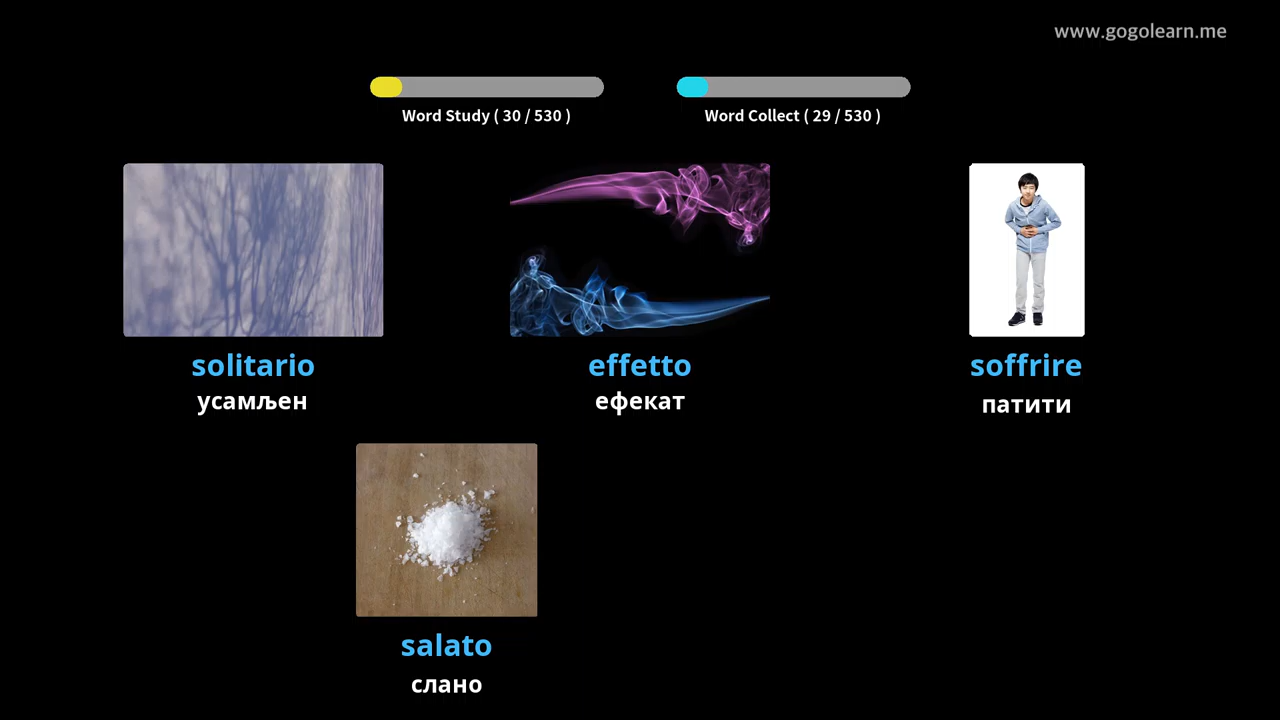 www.gogolearn.me
Word Study ( 30 / 530 )
Word Collect ( 29 / 530 )
solitario
усамљен
effetto
ефекат
soffrire
патити
salato
слано